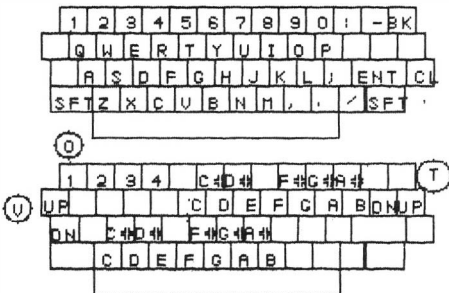 1 2 3 4 5 6 7 8 9 0 : - BK
Q W E R T Y U I O P
A S D F G H J K L ; ENT CL
SFT Z X C V B N M , . / SFT
O
1 2 3 4 C# D# F# G# A# T
V UP C D E F G A B DN UP
DN C# D# F# G# A#
C D E F G A B